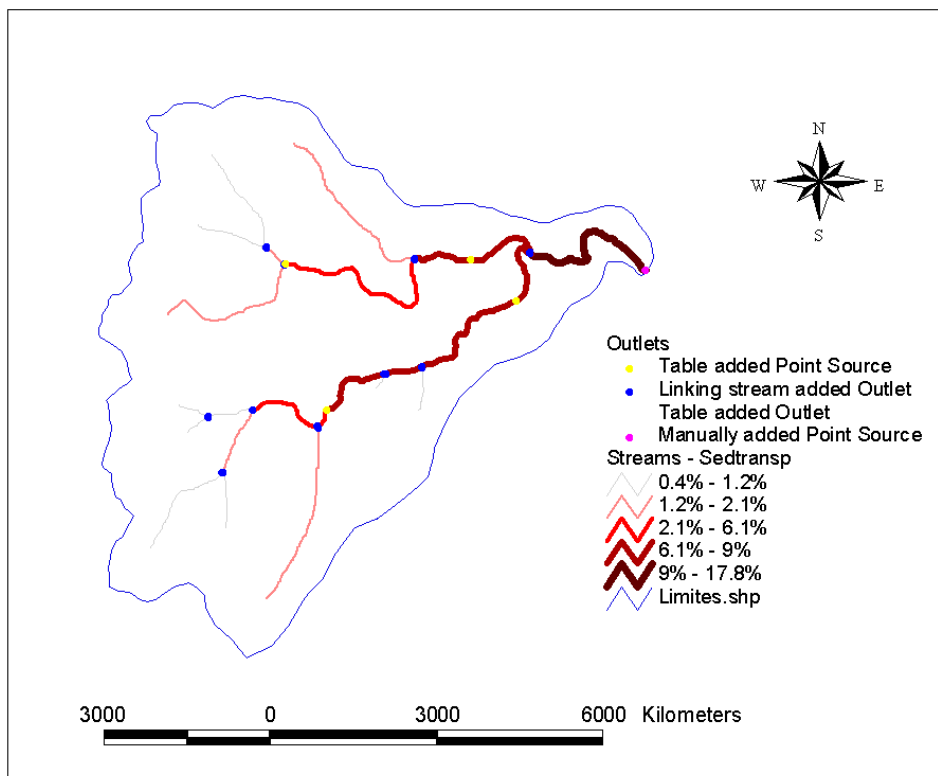 N
W E
S
Outlets
Table added Point Source
Linking stream added Outlet
Table added Outlet
Manually added Point Source
Streams - Sedtransp
0.4% - 1.2%
1.2% - 2.1%
2.1% - 6.1%
6.1% - 9%
9% - 17.8%
Limites.shp
3000 0 3000 6000 Kilometers